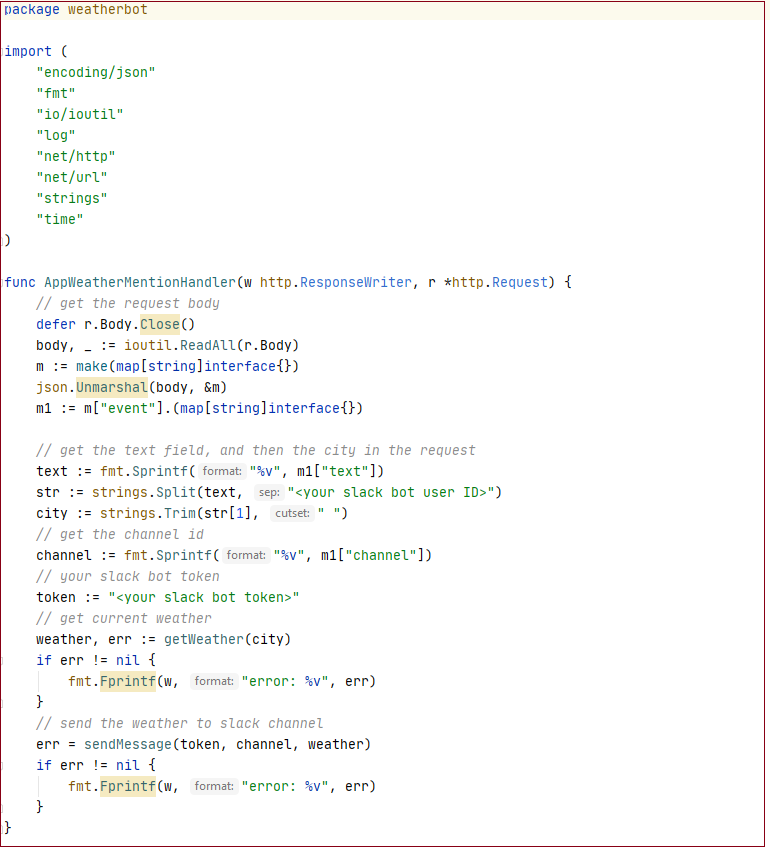 package weatherbot
import (
"encoding/json"
"fmt"
"io/ioutil"
"log"
"net/http"
"net/url"
"strings"
"time"
)
func AppWeatherMentionHandler(w http.ResponseWriter, r *http.Request) {
// get the request body
defer r.Body.Close()
body, _ := ioutil.ReadAll(r.Body)
m := make(map[string]interface{})
json.Unmarshal(body, &m)
m1 := m["event"].(map[string]interface{})
// get the text field, and then the city in the request
text := fmt.Sprintf( format: "%v", m1["text"])
str := strings.Split(text, sep: "<your slack bot user ID>")
city := strings.Trim(str[1], cutset: " ")
// get the channel id
channel := fmt.Sprintf( format: "%v", m1["channel"])
// your slack bot token
token := "<your slack bot token>"
// get current weather
weather, err := getWeather(city)
if err != nil {
fmt.Fprintf(w, format: "error: %v", err)
}
// send the weather to slack channel
err = sendMessage(token, channel, weather)
if err != nil {
fmt.Fprintf(w, format: "error: %v", err)
}
}